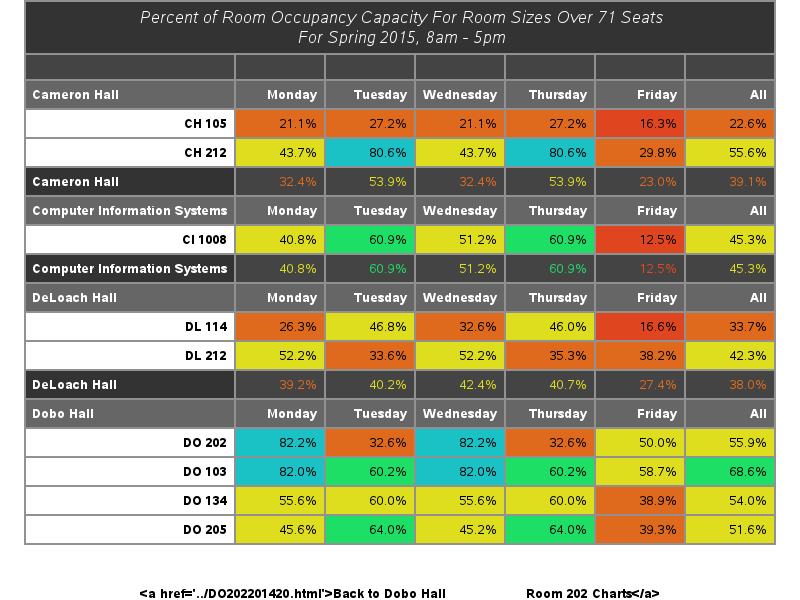 Percent of Room Occupancy Capacity For Room Sizes Over 71 Seats
For Spring 2015, 8am - 5pm
Cameron Hall Monday Tuesday Wednesday Thursday Friday All
CH 105 21.1% 27.2% 21.1% 27.2% 16.3% 22.6%
CH 212 43.7% 80.6% 43.7% 80.6% 29.8% 55.6%
Cameron Hall 32.4% 53.9% 32.4% 53.9% 23.0% 39.1%
Computer Information Systems Monday Tuesday Wednesday Thursday Friday All
CI 1008 40.8% 60.9% 51.2% 60.9% 12.5% 45.3%
Computer Information Systems 40.8% 60.9% 51.2% 60.9% 12.5% 45.3%
DeLoach Hall Monday Tuesday Wednesday Thursday Friday All
DL 114 26.3% 46.8% 32.6% 46.0% 16.6% 33.7%
DL 212 52.2% 33.6% 52.2% 35.3% 38.2% 42.3%
DeLoach Hall 39.2% 40.2% 42.4% 40.7% 27.4% 38.0%
Dobo Hall Monday Tuesday Wednesday Thursday Friday All
DO 202 82.2% 32.6% 82.2% 32.6% 50.0% 55.9%
DO 103 82.0% 60.2% 82.0% 60.2% 58.7% 68.6%
DO 134 55.6% 60.0% 55.6% 60.0% 38.9% 54.0%
DO 205 45.6% 64.0% 45.2% 64.0% 39.3% 51.6%
<a href='../DO202201420.html'>Back to Dobo Hall Room 202 Charts</a>